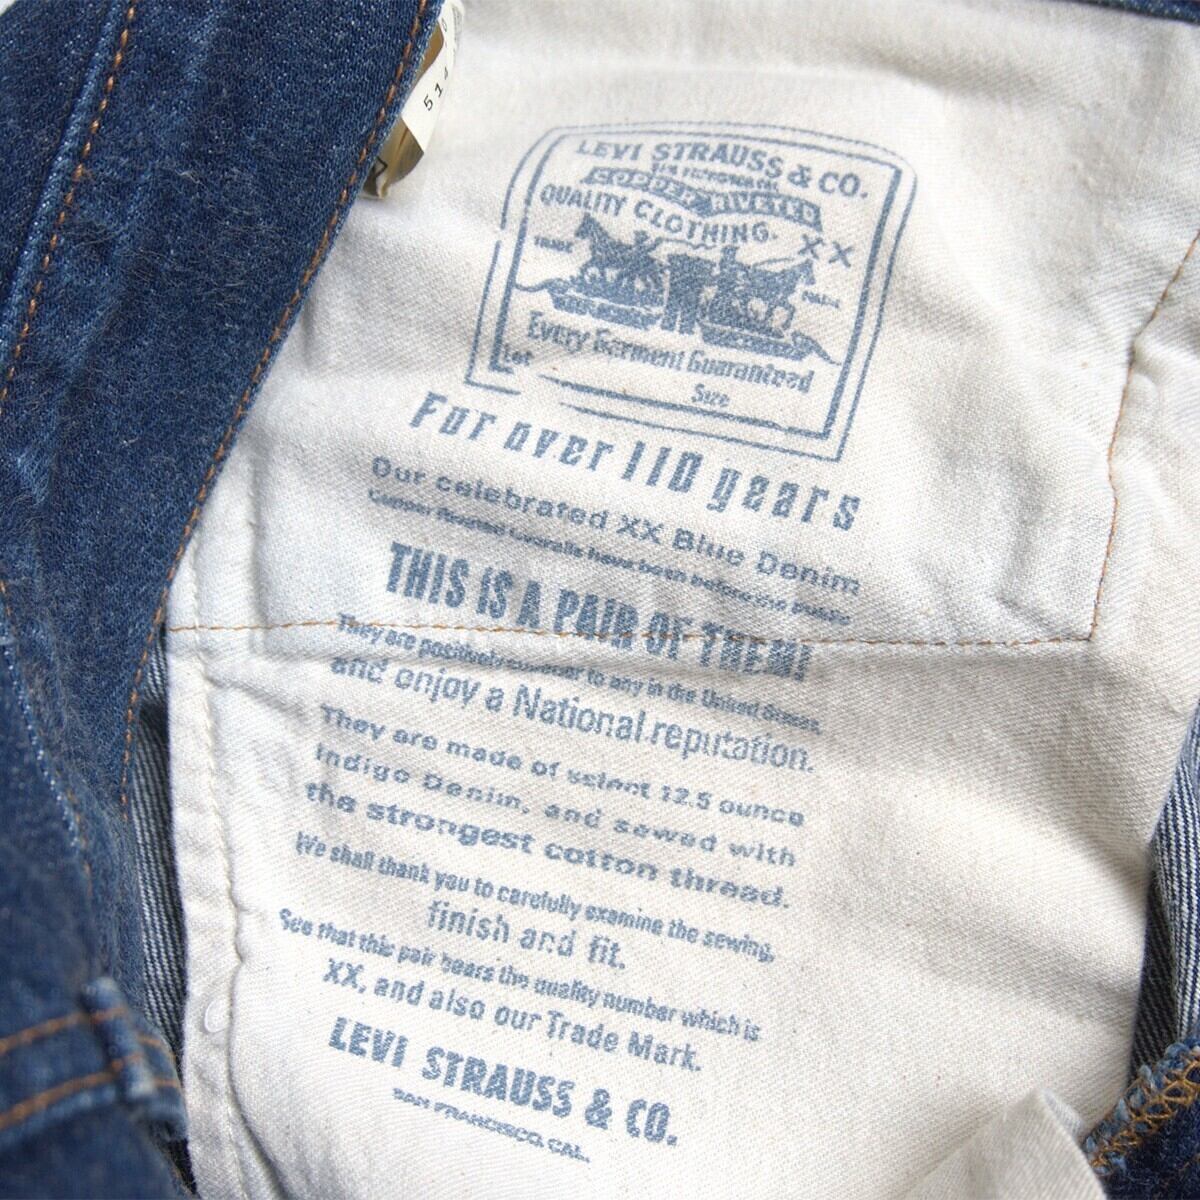 514
LEVI STRAUSS & CO.
SAN FRANCISCO, CAL.
COPPER RIVETED
QUALITY CLOTHING.
XX
TRADE MARK
Every Garment Guaranteed
Lot Size
For over 110 years
Our celebrated XX Blue Denim
Copper Riveted Overalls have been before the Public
THIS IS A PAIR OF THEM!
They are positively superior to any in the United States,
and enjoy a National reputation.
They are made of select 12.5 ounce
Indigo Denim, and sewed with
the strongest cotton thread.
We shall thank you to carefully examine the sewing,
finish and fit.
See that this pair bears the quality number which is
XX, and also our Trade Mark.
LEVI STRAUSS & CO.
SAN FRANCISCO, CAL.